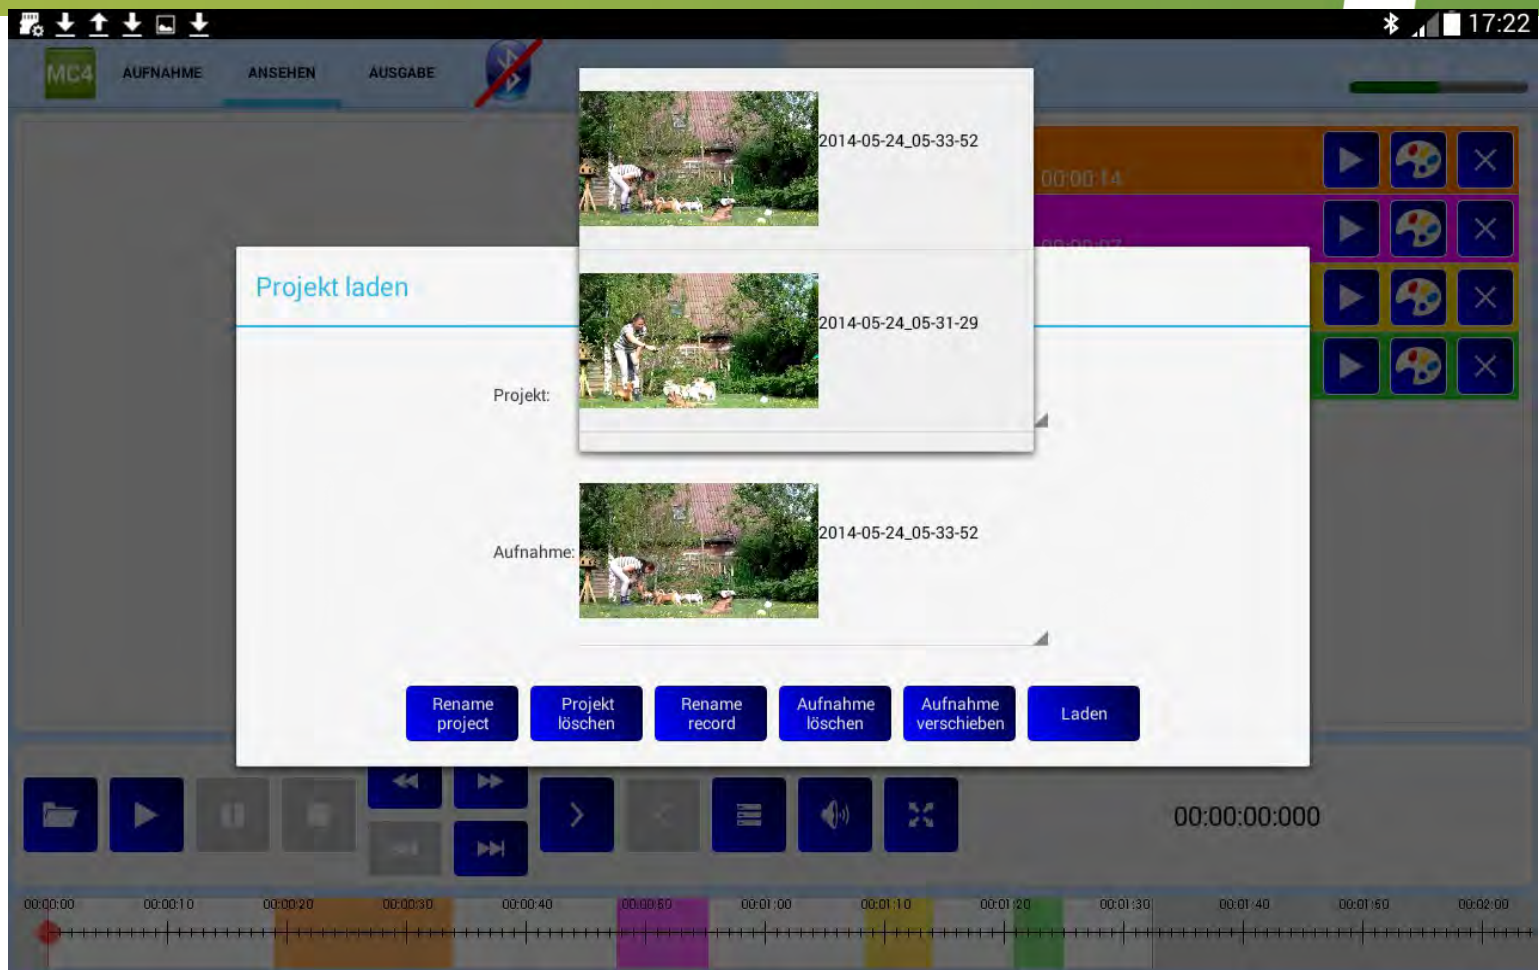 17:22
MC4 AUFNAHME ANSEHEN AUSGABE
2014-05-24_05-33-52
00:00:14
00:00:07
Projekt laden
2014-05-24_05-31-29
Projekt:
2014-05-24_05-33-52
Aufnahme:
Rename
project
Projekt
löschen
Rename
record
Aufnahme
löschen
Aufnahme
verschieben
Laden
00:00:00:000
00:00:00 00:00:10 00:00:20 00:00:30 00:00:40 00:00:50 00:01:00 00:01:10 00:01:20 00:01:30 00:01:40 00:01:50 00:02:00